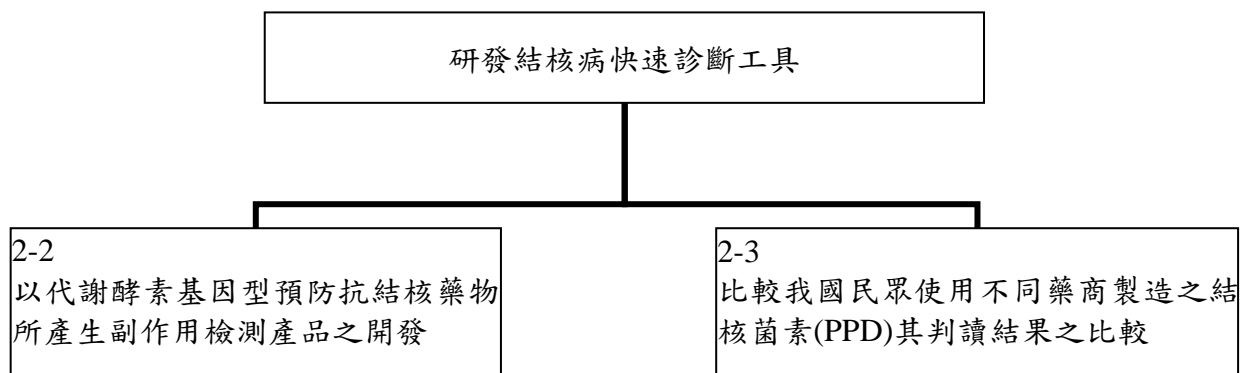 研發結核病快速診斷工具
2-2
以代謝酵素基因型預防抗結核藥物
所產生副作用檢測產品之開發
2-3
比較我國民眾使用不同藥商製造之結
核菌素(PPD)其判讀結果之比較